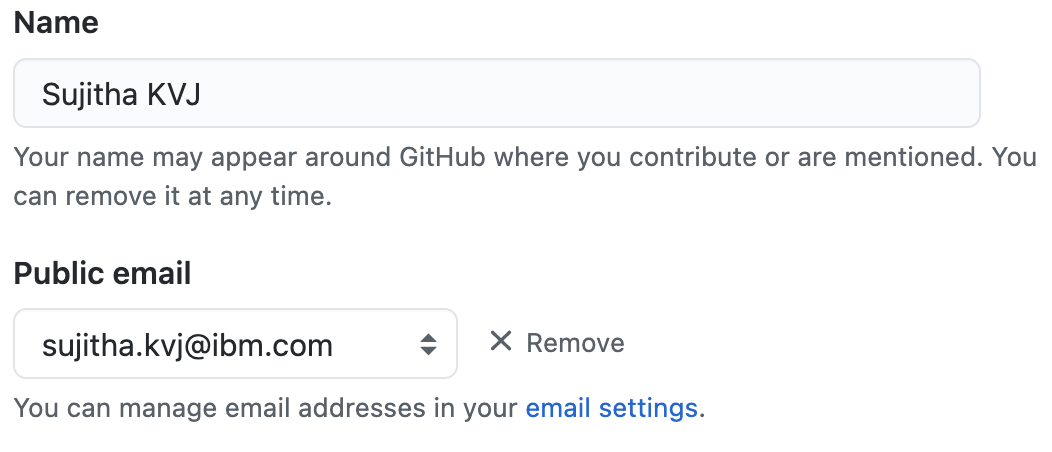 Name
Sujitha KVJ
Your name may appear around GitHub where you contribute or are mentioned. You
can remove it at any time.
Public email
sujitha.kvj@ibm.com
Remove
You can manage email addresses in your email settings.